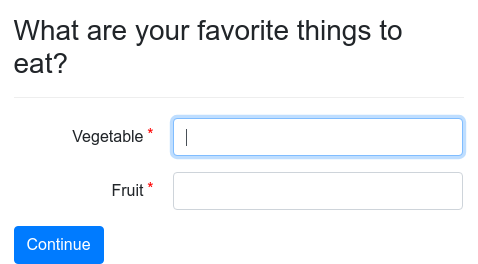 What are your favorite things to
eat?
Vegetable *
Fruit *
Continue